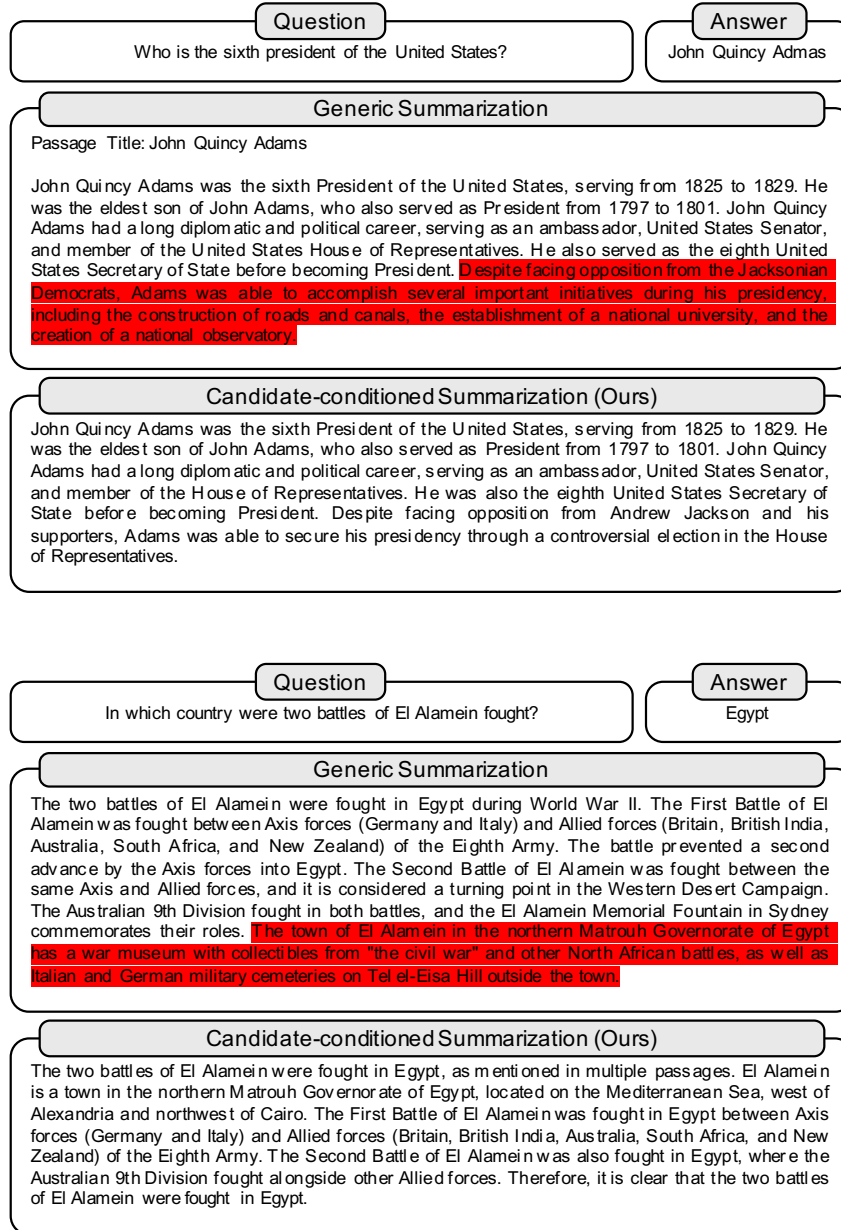 Question
Answer
Who is the sixth president of the United States?
John Quincy Admas
Generic Summarization
Passage Title: John Quincy Adams
John Quincy Adams was the sixth President of the United States, serving from 1825 to 1829. He
was the eldest son of John Adams, who also served as President from 1797 to 1801. John Quincy
Adams had a long diplomatic and political career, serving as an ambassador, United States Senator,
and member of the United States House of Representatives. He also served as the eighth United
States Secretary of State before becoming President. Despite facing opposition from the Jacksonian
Democrats, Adams was able to accomplish several important initiatives during his presidency,
including the construction of roads and canals, the establishment of a national university, and the
creation of a national observatory.
Candidate-conditioned Summarization (Ours)
John Quincy Adams was the sixth President of the United States, serving from 1825 to 1829. He
was the eldest son of John Adams, who also served as President from 1797 to 1801. John Quincy
Adams had a long diplomatic and political career, serving as an ambassador, United States Senator,
and member of the House of Representatives. He was also the eighth United States Secretary of
State before becoming President. Despite facing opposition from Andrew Jackson and his
supporters, Adams was able to secure his presidency through a controversial election in the House
of Representatives.
Question
Answer
In which country were two battles of El Alamein fought?
Egypt
Generic Summarization
The two battles of El Alamein were fought in Egypt during World War II. The First Battle of El
Alamein was fought between Axis forces (Germany and Italy) and Allied forces (Britain, British India,
Australia, South Africa, and New Zealand) of the Eighth Army. The battle prevented a second
advance by the Axis forces into Egypt. The Second Battle of El Alamein was fought between the
same Axis and Allied forces, and it is considered a turning point in the Western Desert Campaign.
The Australian 9th Division fought in both battles, and the El Alamein Memorial Fountain in Sydney
commemorates their roles. The town of El Alamein in the northern Matrouh Governorate of Egypt
has a war museum with collectibles from "the civil war" and other North African battles, as well as
Italian and German military cemeteries on Tel el-Eisa Hill outside the town.
Candidate-conditioned Summarization (Ours)
The two battles of El Alamein were fought in Egypt, as mentioned in multiple passages. El Alamein
is a town in the northern Matrouh Governorate of Egypt, located on the Mediterranean Sea, west of
Alexandria and northwest of Cairo. The First Battle of El Alamein was fought in Egypt between Axis
forces (Germany and Italy) and Allied forces (Britain, British India, Australia, South Africa, and New
Zealand) of the Eighth Army. The Second Battle of El Alamein was also fought in Egypt, where the
Australian 9th Division fought alongside other Allied forces. Therefore, it is clear that the two battles
of El Alamein were fought in Egypt.